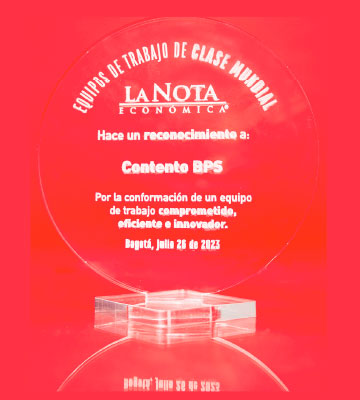 EQUIPOS DE TRABAJO DE CLASE MUNDIAL
LA NOTA
ECONÓMICA
Hace un reconocimiento a:
Contento BPS
Por la conformación de un equipo
de trabajo comprometido,
eficiente e innovador.
Bogotá, julio 26 de 2023